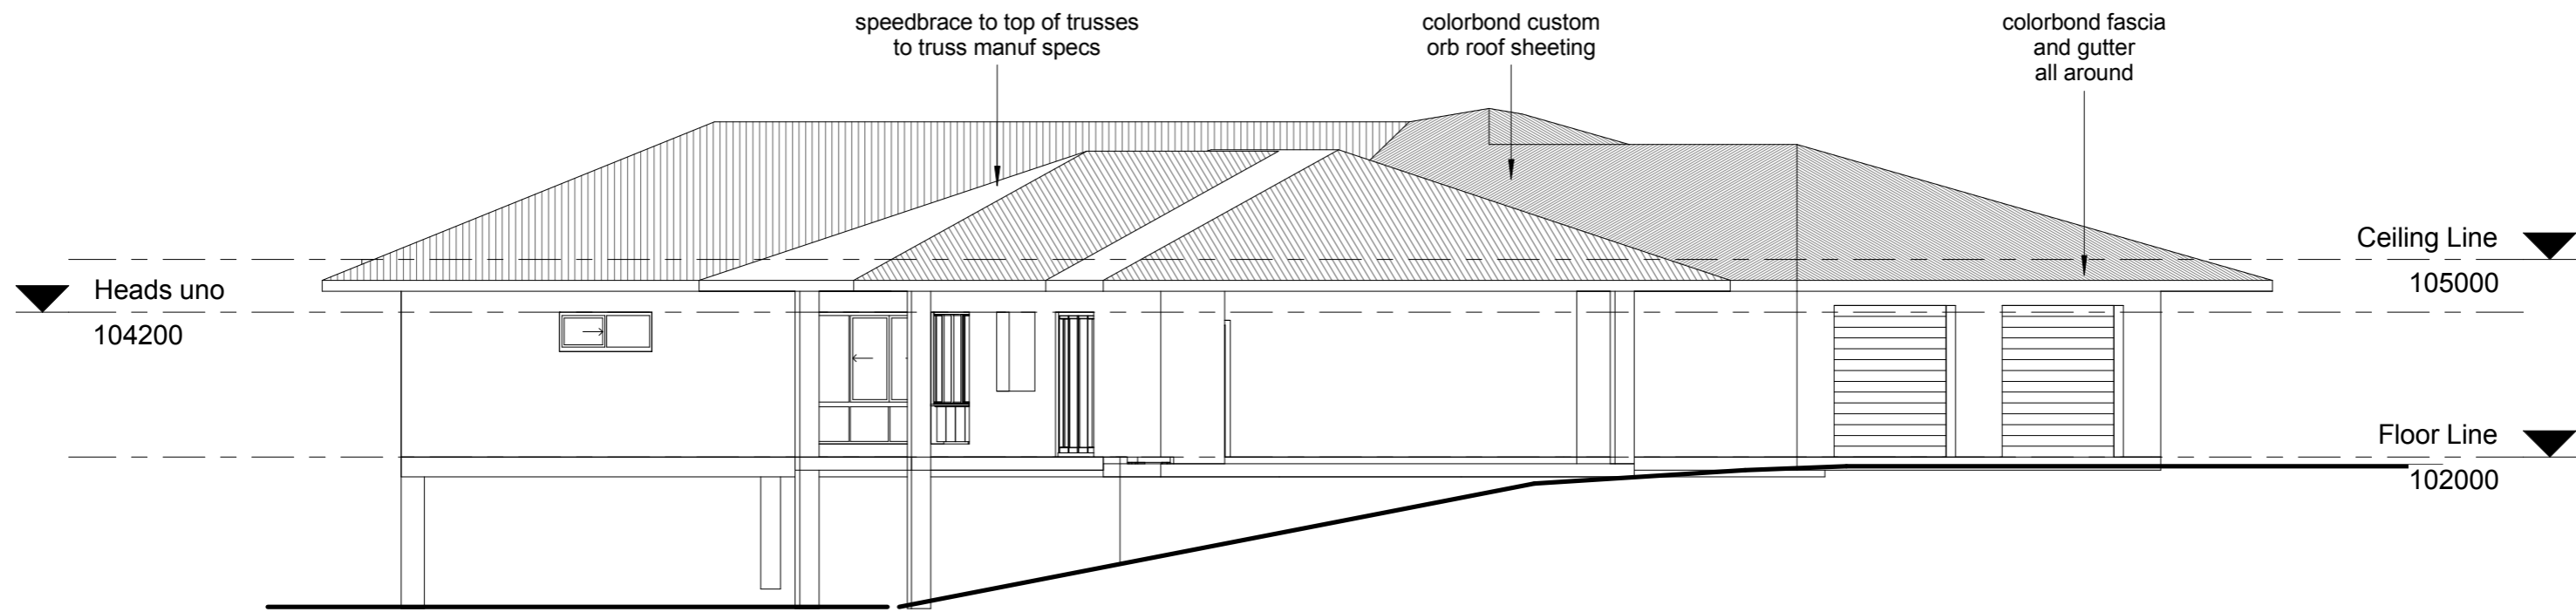 speedbrace to top of trusses
to truss manuf specs
colorbond custom
orb roof sheeting
colorbond fascia
and gutter
all around
Ceiling Line
105000
Heads uno
104200
Floor Line
102000